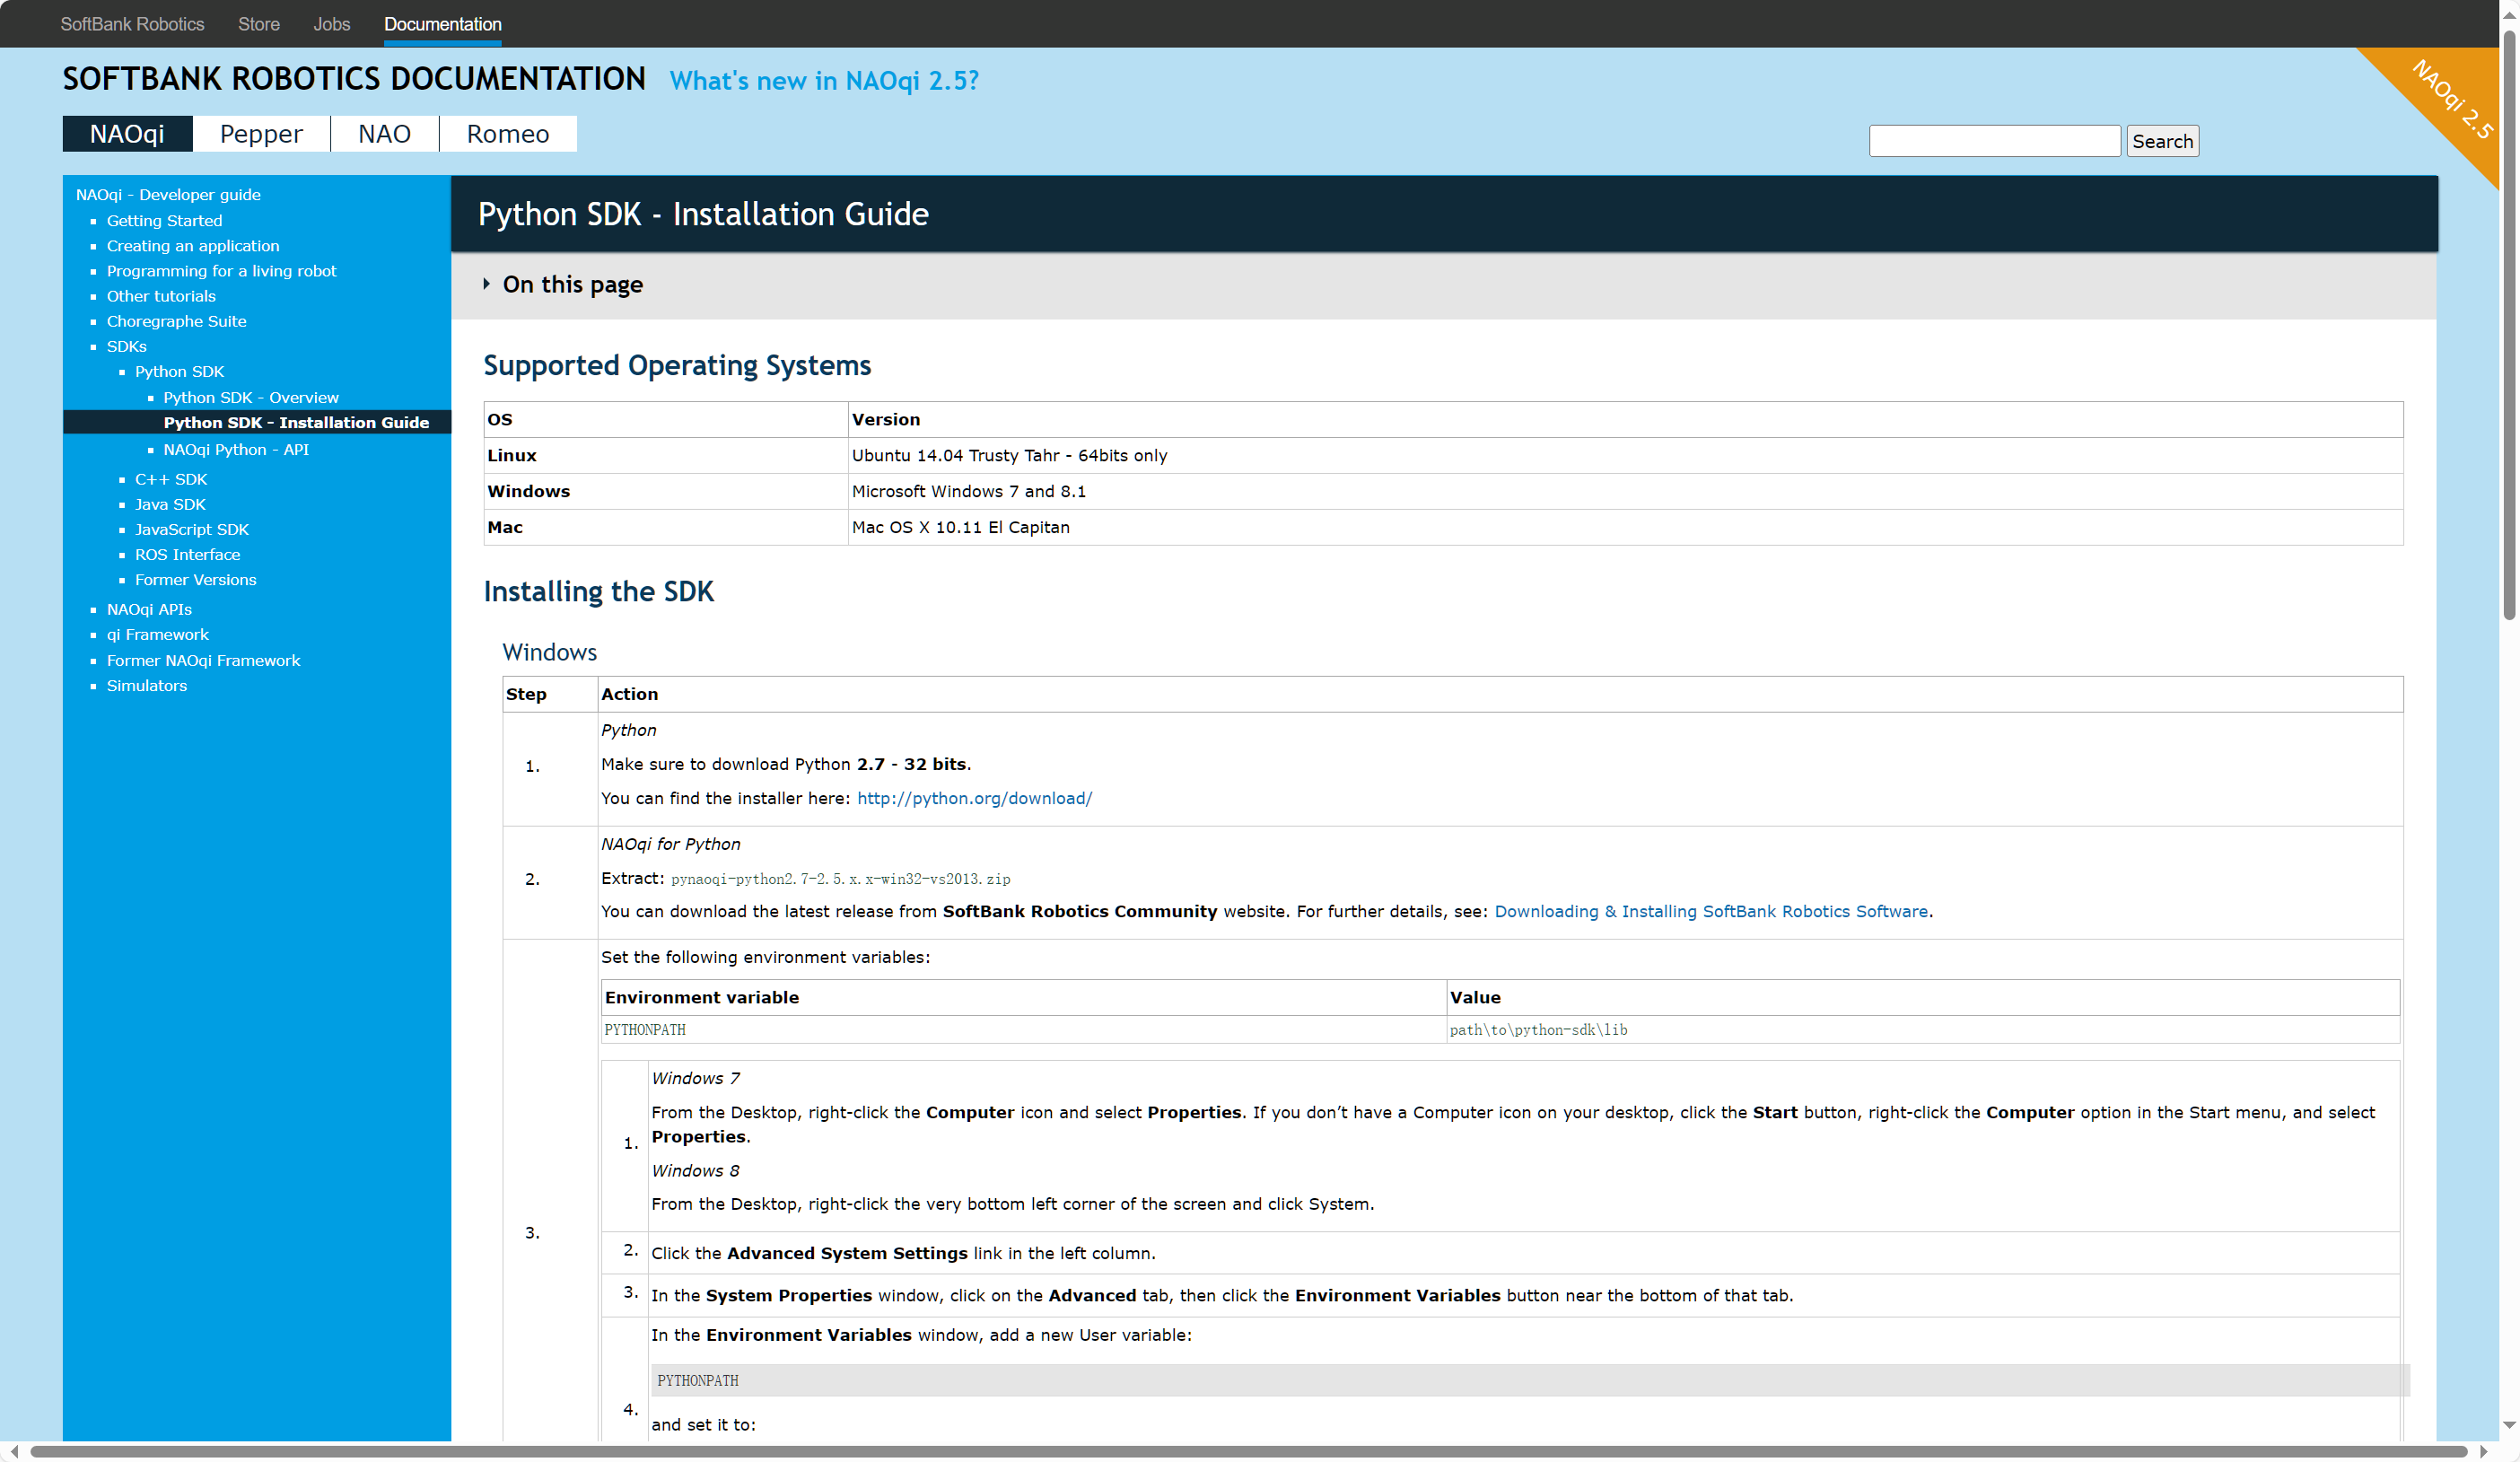 SoftBank Robotics Store Jobs Documentation
SOFTBANK ROBOTICS DOCUMENTATION What's new in NAOqi 2.5?
NAOqi 2.5
NAOqi Pepper NAO Romeo
Search
NAOqi - Developer guide
Getting Started
Creating an application
Programming for a living robot
Other tutorials
Choregraphe Suite
SDKs
Python SDK
Python SDK - Overview
Python SDK - Installation Guide
NAOqi Python - API
C++ SDK
Java SDK
JavaScript SDK
ROS Interface
Former Versions
NAOqi APIs
qi Framework
Former NAOqi Framework
Simulators
Python SDK - Installation Guide
On this page
Supported Operating Systems
OS Version
Linux Ubuntu 14.04 Trusty Tahr - 64bits only
Windows Microsoft Windows 7 and 8.1
Mac Mac OS X 10.11 El Capitan
Installing the SDK
Windows
Step Action
1.
Python
Make sure to download Python 2.7 - 32 bits.
You can find the installer here: http://python.org/download/
2.
NAOqi for Python
Extract: pynaoqi-python2.7-2.5.x.x-win32-vs2013.zip
You can download the latest release from SoftBank Robotics Community website. For further details, see: Downloading & Installing SoftBank Robotics Software.
3.
Set the following environment variables:
Environment variable Value
PYTHONPATH path\to\python-sdk\lib
1.
Windows 7
From the Desktop, right-click the Computer icon and select Properties. If you don’t have a Computer icon on your desktop, click the Start button, right-click the Computer option in the Start menu, and select
Properties.
Windows 8
From the Desktop, right-click the very bottom left corner of the screen and click System.
2. Click the Advanced System Settings link in the left column.
3. In the System Properties window, click on the Advanced tab, then click the Environment Variables button near the bottom of that tab.
4.
In the Environment Variables window, add a new User variable:
PYTHONPATH
and set it to: